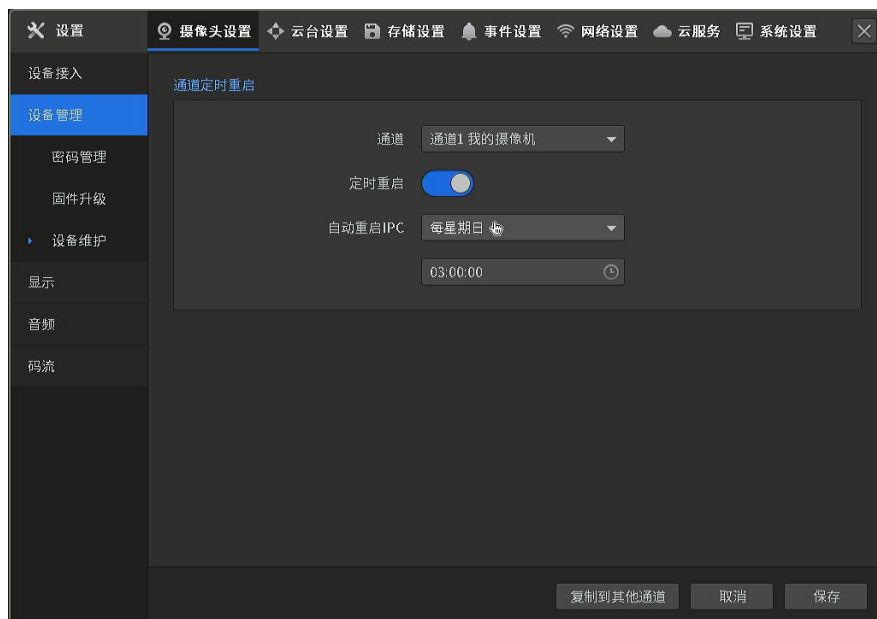 设置 摄像头设置 云台设置 存储设置 事件设置 网络设置 云服务 系统设置
设备接入
设备管理
密码管理
固件升级
设备维护
显示
音频
码流
通道定时重启
通道 通道1 我的摄像机
定时重启
自动重启IPC 每星期日
03:00:00
复制到其他通道 取消 保存